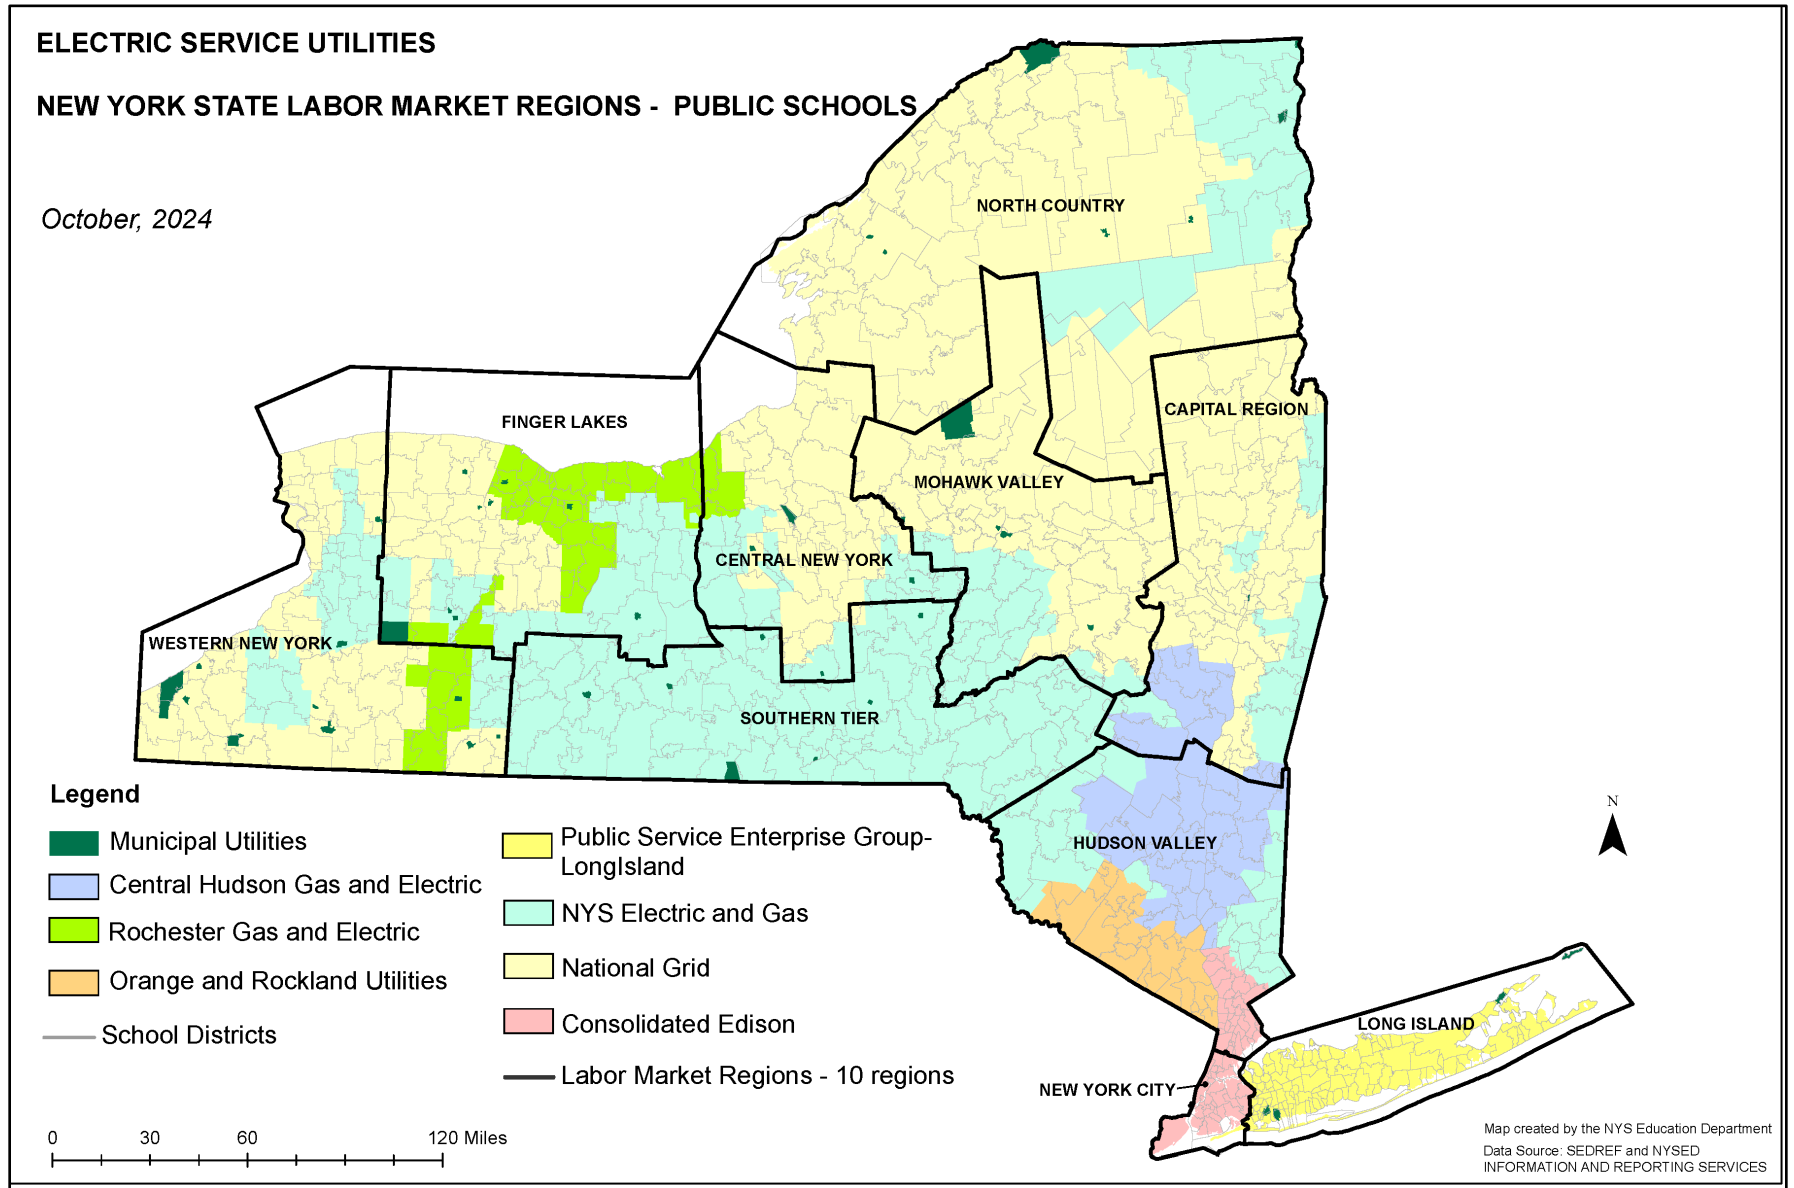 ELECTRIC SERVICE UTILITIES
NEW YORK STATE LABOR MARKET REGIONS - PUBLIC SCHOOLS
October, 2024
NORTH COUNTRY
FINGER LAKES
CAPITAL REGION
MOHAWK VALLEY
CENTRAL NEW YORK
WESTERN NEW YORK
SOUTHERN TIER
HUDSON VALLEY
LONG ISLAND
NEW YORK CITY
N
Legend
Municipal Utilities
Central Hudson Gas and Electric
Rochester Gas and Electric
Orange and Rockland Utilities
School Districts
Public Service Enterprise Group-
LongIsland
NYS Electric and Gas
National Grid
Consolidated Edison
Labor Market Regions - 10 regions
0 30 60 120 Miles
Map created by the NYS Education Department
Data Source: SEDREF and NYSED
INFORMATION AND REPORTING SERVICES